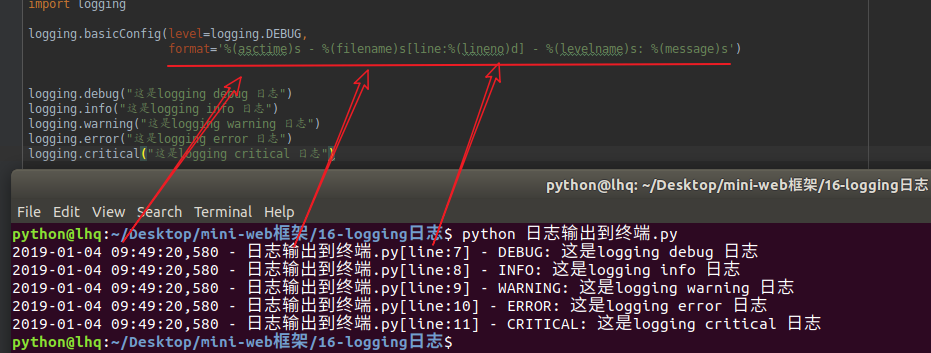 import logging
logging.basicConfig(level=logging.DEBUG,
format='%(asctime)s - %(filename)s[line:%(lineno)d] - %(levelname)s: %(message)s')
logging.debug("这是logging debug 日志")
logging.info("这是logging info 日志")
logging.warning("这是logging warning 日志")
logging.error("这是logging error 日志")
logging.critical("这是logging critical 日志")
python@lhq: ~/Desktop/mini-web框架/16-logging日志
File Edit View Search Terminal Help
python@lhq:~/Desktop/mini-web框架/16-logging日志$ python 日志输出到终端.py
2019-01-04 09:49:20,580 - 日志输出到终端.py[line:7] - DEBUG: 这是logging debug 日志
2019-01-04 09:49:20,580 - 日志输出到终端.py[line:8] - INFO: 这是logging info 日志
2019-01-04 09:49:20,580 - 日志输出到终端.py[line:9] - WARNING: 这是logging warning 日志
2019-01-04 09:49:20,580 - 日志输出到终端.py[line:10] - ERROR: 这是logging error 日志
2019-01-04 09:49:20,580 - 日志输出到终端.py[line:11] - CRITICAL: 这是logging critical 日志
python@lhq:~/Desktop/mini-web框架/16-logging日志$